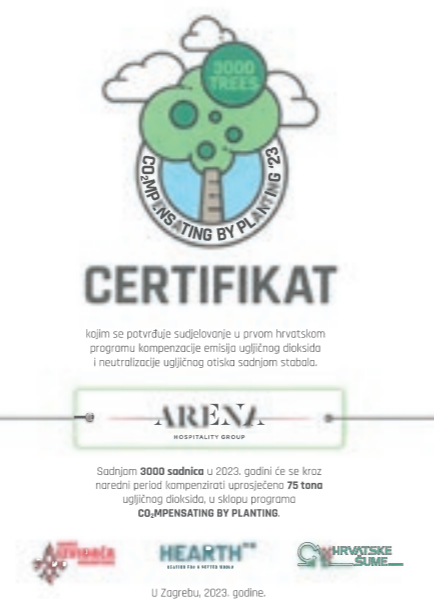 3000
TREES
CO₂MPENSATING BY PLANTING '23
CERTIFIKAT
kojim se potvrđuje sudjelovanje u prvom hrvatskom
programu kompenzacije emisija ugljičnog dioksida
i neutralizacije ugljičnog otiska sadnjom stabala.
ARENA
HOSPITALITY GROUP
Sadnjom 3000 sadnica u 2023. godini će se kroz
naredni period kompenzirati uprosječeno 75 tona
ugljičnog dioksida, u sklopu programa
CO₂MPENSATING BY PLANTING.
IZVIĐAČA
HEARTH
HRVATSKE
ŠUME
U Zagrebu, 2023. godine.